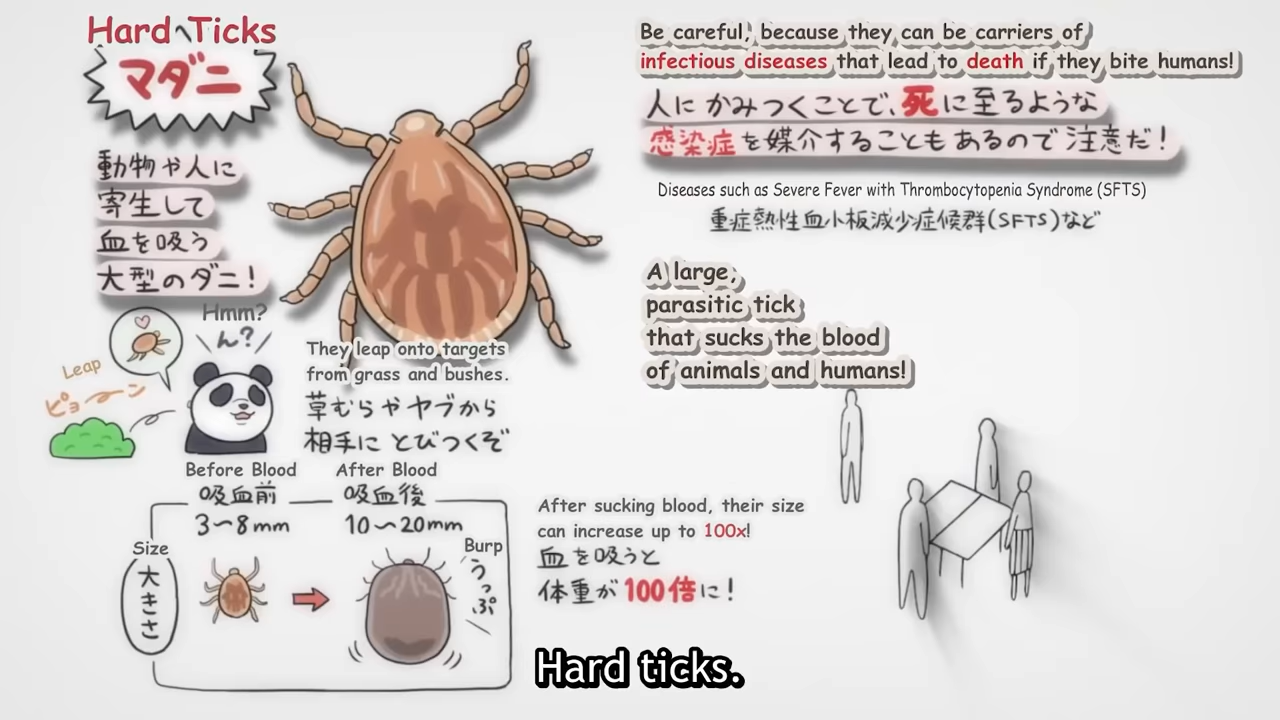 Hard Ticks
マダニ
動物や人に
寄生して
血を吸う
大型のダニ!
Be careful, because they can be carriers of
infectious diseases that lead to death if they bite humans!
人にかみつくことで、死に至るような
感染症を媒介することもあるので注意だ!
Diseases such as Severe Fever with Thrombocytopenia Syndrome (SFTS)
重症熱性血小板減少症候群(SFTS)など
A large,
parasitic tick
that sucks the blood
of animals and humans!
Hmm?
ん?
Leap
ピョーン
They leap onto targets
from grass and bushes.
草むらやヤブから
相手にとびつくぞ
Before Blood
吸血前
3〜8mm
After Blood
吸血後
10〜20mm
Size
大きさ
Burp
うっぷ
After sucking blood, their size
can increase up to 100x!
血を吸うと
体重が100倍に!
Hard ticks.